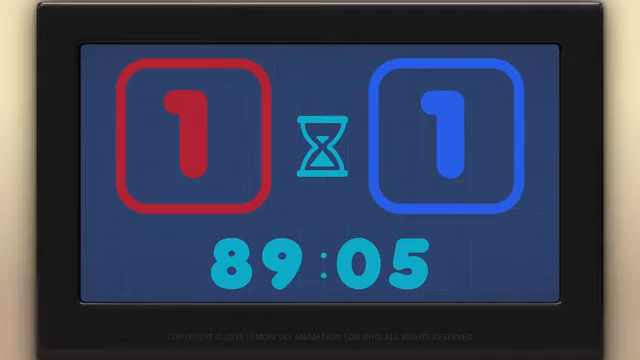 1 1
89:05
COPYRIGHT © 2018 LEMON SKY ANIMATION SDN BHD, ALL RIGHTS RESERVED